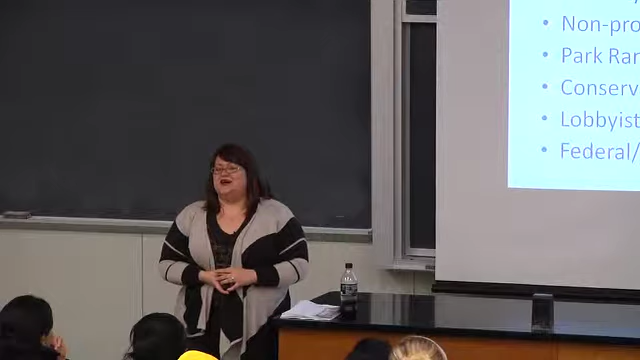 • Non-pro
• Park Ran
• Conserv
• Lobbyist
• Federal/